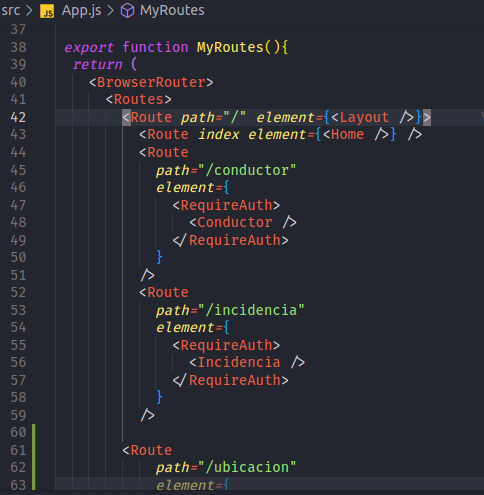 src > JS App.js > MyRoutes
37
38 export function MyRoutes(){
39 return (
40 <BrowserRouter>
41 <Routes>
42 <Route path="/" element={<Layout />}>
43 <Route index element={<Home />} />
44 <Route
45 path="/conductor"
46 element={
47 <RequireAuth>
48 <Conductor />
49 </RequireAuth>
50 }
51 />
52 <Route
53 path="/incidencia"
54 element={
55 <RequireAuth>
56 <Incidencia />
57 </RequireAuth>
58 }
59 />
60
61 <Route
62 path="/ubicacion"
63 element={